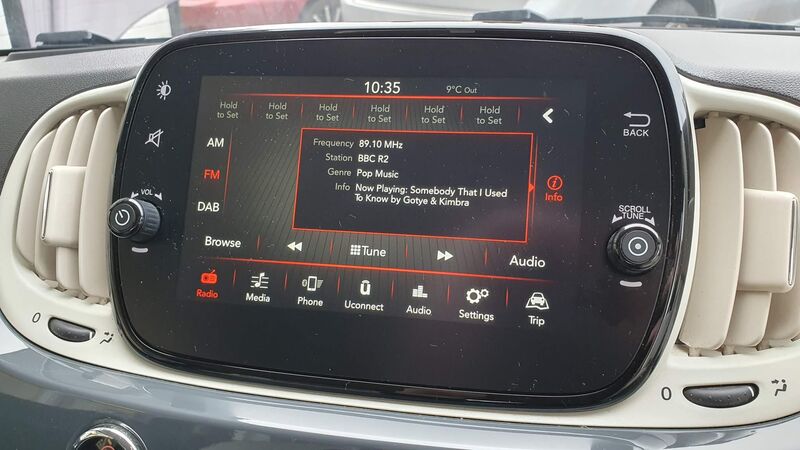 10:35 9°C Out
Hold Hold Hold Hold Hold Hold
to Set to Set to Set to Set to Set to Set
BACK
AM
FM
DAB
Frequency 89.10 MHz
Station BBC R2
Genre Pop Music
Info Now Playing: Somebody That I Used
To Know by Gotye & Kimbra
Info
VOL
SCROLL
TUNE
Browse Tune Audio
Radio Media Phone Uconnect Audio Settings Trip
0
0